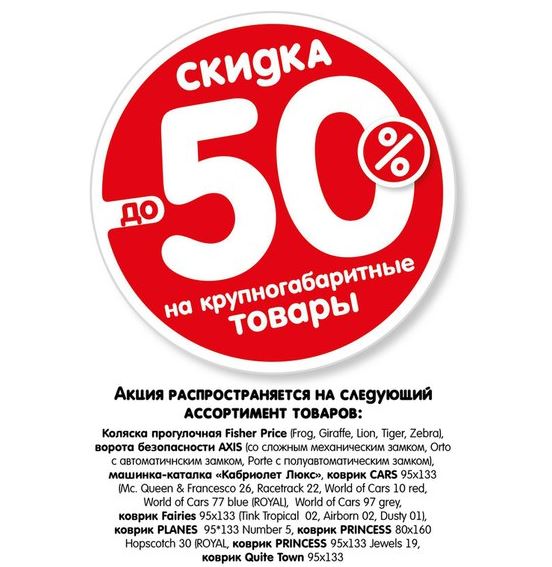 скидка
до 50%
на крупногабаритные
товары
Акция распространяется на следующий
ассортимент товаров:
Коляска прогулочная Fisher Price (Frog, Giraffe, Lion, Tiger, Zebra),
ворота безопасности AXIS (со сложным механическим замком, Orto
с автоматичнским замком, Porte с полуавтоматическим замком),
машинка-каталка «Кабриолет Люкс», коврик CARS 95x133
(Mc. Queen & Francesco 26, Racetrack 22, World of Cars 10 red,
World of Cars 77 blue (ROYAL), World of Cars 97 grey,
коврик Fairies 95x133 (Tink Tropical 02, Airborn 02, Dusty 01),
коврик PLANES 95*133 Number 5, коврик PRINCESS 80x160
Hopscotch 30 (ROYAL, коврик PRINCESS 95x133 Jewels 19,
коврик Quite Town 95x133